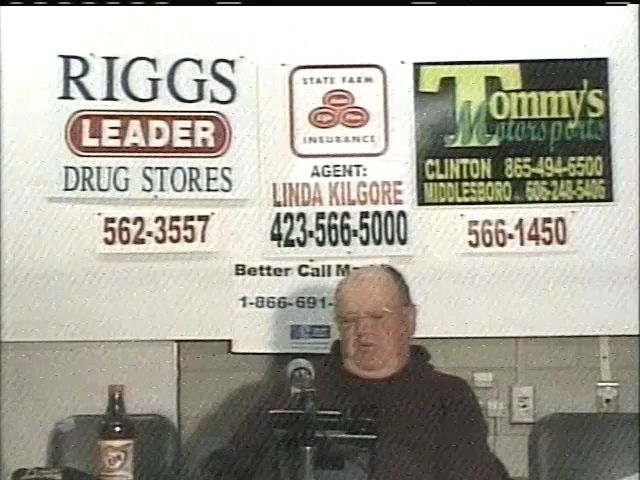 RIGGS
LEADER
DRUG STORES
562-3557
STATE FARM
INSURANCE
AGENT:
LINDA KILGORE
423-566-5000
Tommy's
Motorsports
CLINTON 865-494-6500
MIDDLESBORO 606-248-5406
566-1450
Better Call
1-866-691-